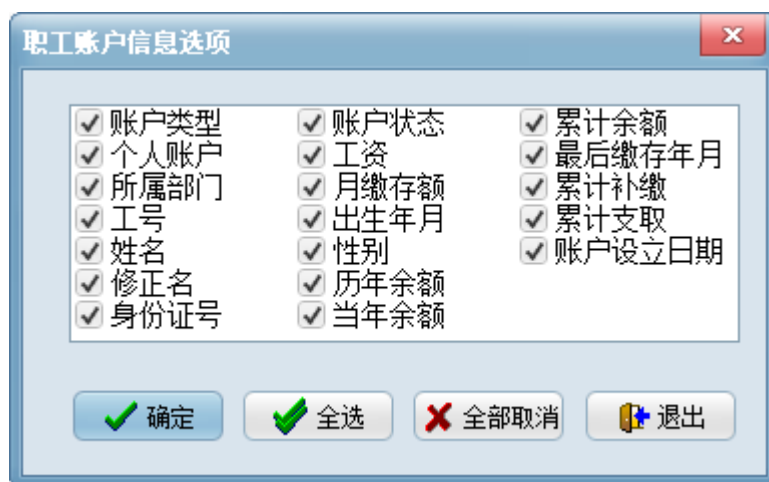 职工账户信息选项
账户类型
个人账户
所属部门
工号
姓名
修正名
身份证号
账户状态
工资
月缴存额
出生年月
性别
历年余额
当年余额
累计余额
最后缴存年月
累计补缴
累计支取
账户设立日期
确定
全选
全部取消
退出